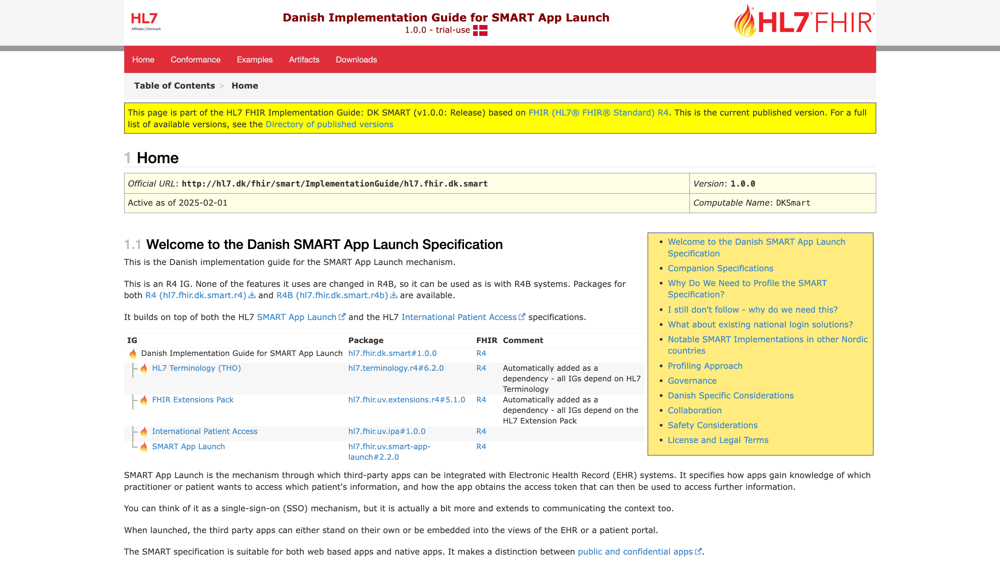 HL7
Affiliate | Denmark
Danish Implementation Guide for SMART App Launch
1.0.0 - trial-use
HL7® FHIR®
Home Conformance Examples Artifacts Downloads
Table of Contents > Home
This page is part of the HL7 FHIR Implementation Guide: DK SMART (v1.0.0: Release) based on FHIR (HL7® FHIR® Standard) R4. This is the current published version. For a full
list of available versions, see the Directory of published versions
1 Home
Official URL: http://hl7.dk/fhir/smart/ImplementationGuide/hl7.fhir.dk.smart Version: 1.0.0
Active as of 2025-02-01 Computable Name: DKSmart
1.1 Welcome to the Danish SMART App Launch Specification
This is the Danish implementation guide for the SMART App Launch mechanism.
This is an R4 IG. None of the features it uses are changed in R4B, so it can be used as is with R4B systems. Packages for
both R4 (hl7.fhir.dk.smart.r4) and R4B (hl7.fhir.dk.smart.r4b) are available.
It builds on top of both the HL7 SMART App Launch and the HL7 International Patient Access specifications.
IG Package FHIR Comment
Danish Implementation Guide for SMART App Launch hl7.fhir.dk.smart#1.0.0 R4
HL7 Terminology (THO) hl7.terminology.r4#6.2.0 R4 Automatically added as a
dependency - all IGs depend on HL7
Terminology
FHIR Extensions Pack hl7.fhir.uv.extensions.r4#5.1.0 R4 Automatically added as a
dependency - all IGs depend on the
HL7 Extension Pack
International Patient Access hl7.fhir.uv.ipa#1.0.0 R4
SMART App Launch hl7.fhir.uv.smart-app-
launch#2.2.0 R4
• Welcome to the Danish SMART App Launch
Specification
• Companion Specifications
• Why Do We Need to Profile the SMART
Specification?
• I still don't follow - why do we need this?
• What about existing national login solutions?
• Notable SMART Implementations in other Nordic
countries
• Profiling Approach
• Governance
• Danish Specific Considerations
• Collaboration
• Safety Considerations
• License and Legal Terms
SMART App Launch is the mechanism through which third-party apps can be integrated with Electronic Health Record (EHR) systems. It specifies how apps gain knowledge of which
practitioner or patient wants to access which patient's information, and how the app obtains the access token that can then be used to access further information.
You can think of it as a single-sign-on (SSO) mechanism, but it is actually a bit more and extends to communicating the context too.
When launched, the third party apps can either stand on their own or be embedded into the views of the EHR or a patient portal.
The SMART specification is suitable for both web based apps and native apps. It makes a distinction between public and confidential apps.